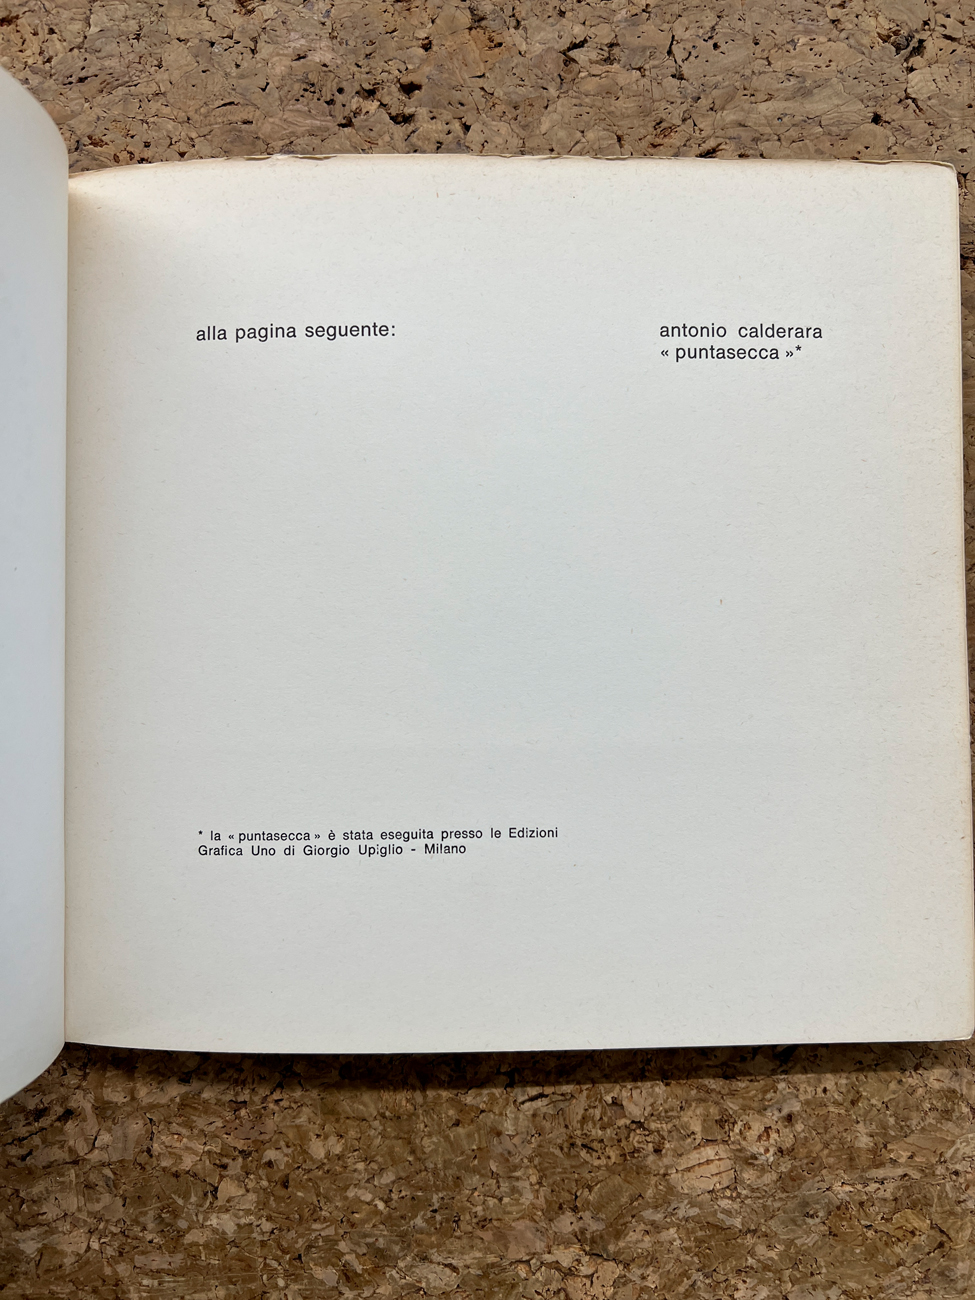 alla pagina seguente:
antonio calderara
« puntasecca »*
* la « puntasecca » è stata eseguita presso le Edizioni
Grafica Uno di Giorgio Upiglio - Milano